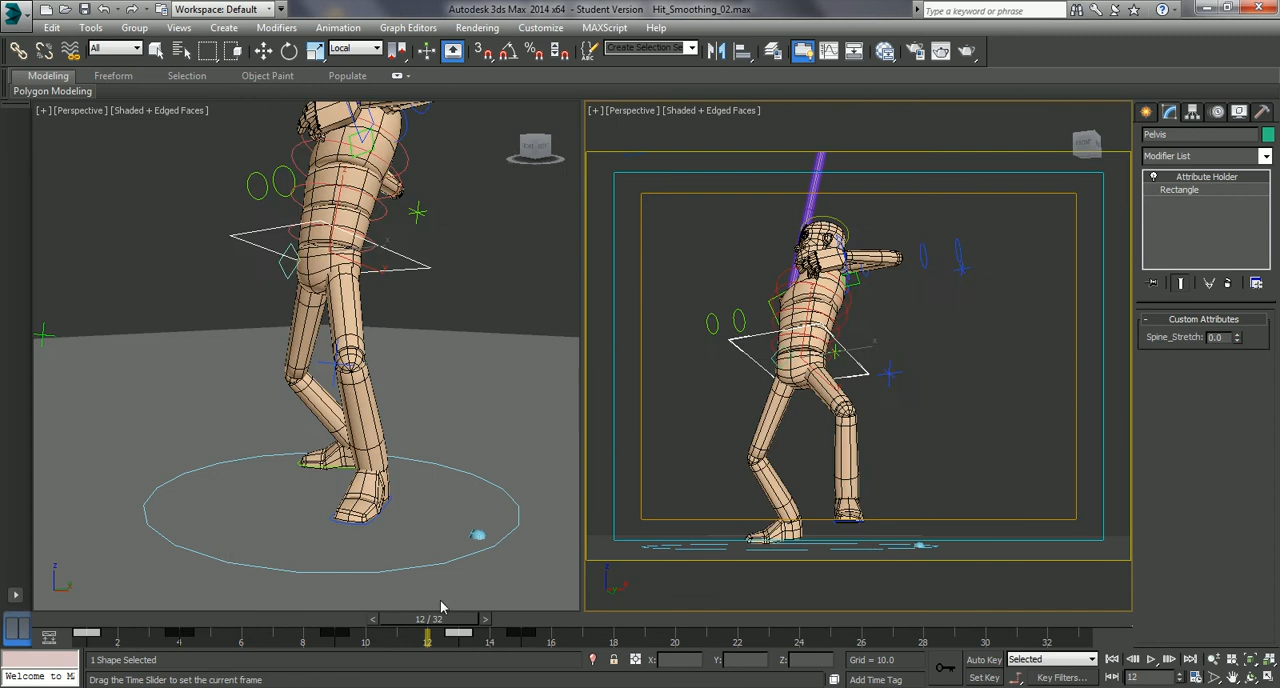 Workspace: Default
Autodesk 3ds Max 2014 x64 - Student Version Hit_Smoothing_02.max
Type a keyword or phrase
Edit Tools Group Views Create Modifiers Animation Graph Editors Rendering Customize MAXScript Help
All Local Create Selection Se
Modeling Freeform Selection Object Paint Populate
Polygon Modeling
[+] [Perspective] [Shaded + Edged Faces]
[+] [Perspective] [Shaded + Edged Faces]
Pelvis
Modifier List
Attribute Holder
Rectangle
Custom Attributes
Spine_Stretch: 0.0
< 12 / 32 >
2 10 12 14 16 18 20 22 24 26 28 30 32
1 Shape Selected
X: Y: Z: Grid = 10.0 Auto Key Selected
Welcome to M
Drag the Time Slider to set the current frame
Add Time Tag Set Key Key Filters... 12